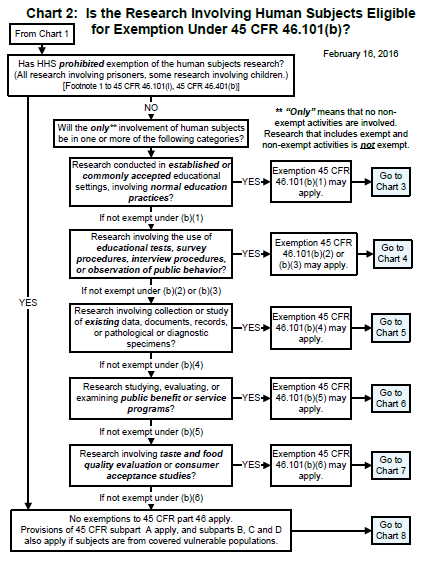 Chart 2:  Is the Research Involving Human Subjects Eligible
for Exemption Under 45 CFR 46.101(b)?
From Chart 1
February 16, 2016
Has HHS prohibited exemption of the human subjects research?
(All research involving prisoners, some research involving children.)
[Footnote 1 to 45 CFR 46.101(i), 45 CFR 46.401(b)]
NO
** “Only” means that no non-
exempt activities are involved.
Research that includes exempt and
non-exempt activities is not exempt.
Will the only** involvement of human subjects
be in one or more of the following categories?
Research conducted in established or
commonly accepted educational
settings, involving normal education
practices?
YES
Exemption 45 CFR
46.101(b)(1) may
apply.
Go to
Chart 3
If not exempt under (b)(1)
Research involving the use of
educational tests, survey
procedures, interview procedures,
or observation of public behavior?
YES
Exemption 45 CFR
46.101(b)(2) or
(b)(3) may apply.
Go to
Chart 4
If not exempt under (b)(2) or (b)(3)
YES
Research involving collection or study
of existing data, documents, records,
or pathological or diagnostic
specimens?
YES
Exemption 45 CFR
46.101(b)(4) may
apply.
Go to
Chart 5
If not exempt under (b)(4)
Research studying, evaluating, or
examining public benefit or service
programs?
YES
Exemption 45 CFR
46.101(b)(5) may
apply.
Go to
Chart 6
If not exempt under (b)(5)
Research involving taste and food
quality evaluation or consumer
acceptance studies?
YES
Exemption 45 CFR
46.101(b)(6) may
apply.
Go to
Chart 7
If not exempt under (b)(6)
No exemptions to 45 CFR part 46 apply.
Provisions of 45 CFR subpart  A apply, and subparts B, C and D
also apply if subjects are from covered vulnerable populations.
Go to
Chart 8